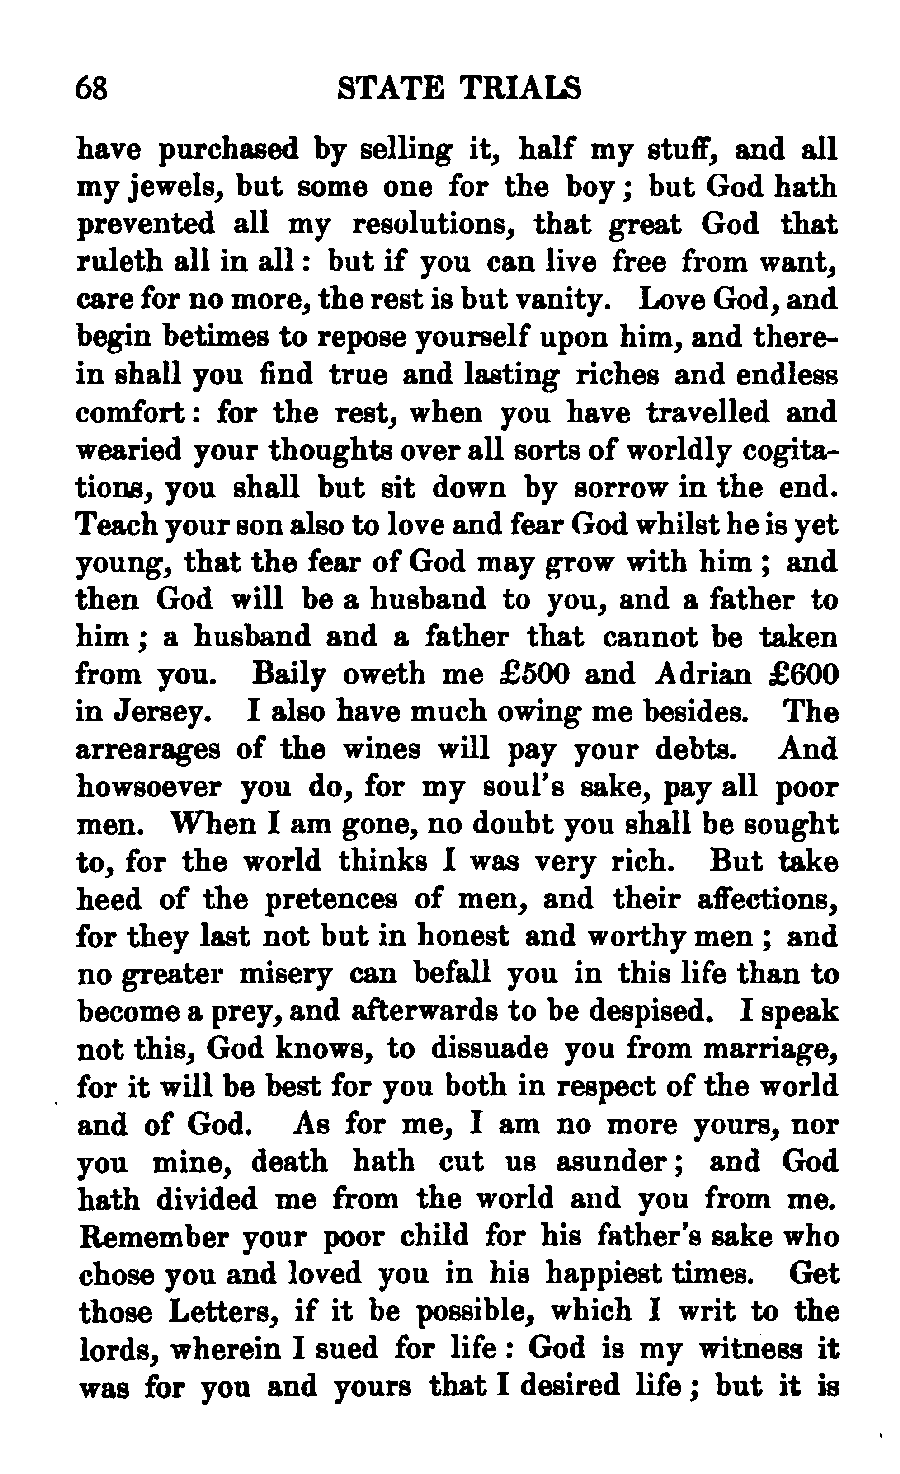 68 STATE TRIALS
have purchased by selling it, half my stuff, and all
my jewels, but some one for the boy; but God hath
prevented all my resolutions, that great God that
ruleth all in all: but if you can live free from want,
care for no more, the rest is but vanity. Love God, and
begin betimes to repose yourself upon him, and there-
in shall you find true and lasting riches and endless
comfort: for the rest, when you have travelled and
wearied your thoughts over all sorts of worldly cogita-
tions, you shall but sit down by sorrow in the end.
Teach your son also to love and fear God whilst he is yet
young, that the fear of God may grow with him; and
then God will be a husband to you, and a father to
him; a husband and a father that cannot be taken
from you. Baily oweth me £500 and Adrian £600
in Jersey. I also have much owing me besides. The
arrearages of the wines will pay your debts. And
howsoever you do, for my soul's sake, pay all poor
men. When I am gone, no doubt you shall be sought
to, for the world thinks I was very rich. But take
heed of the pretences of men, and their affections,
for they last not but in honest and worthy men; and
no greater misery can befall you in this life than to
become a prey, and afterwards to be despised. I speak
not this, God knows, to dissuade you from marriage,
for it will be best for you both in respect of the world
and of God. As for me, I am no more yours, nor
you mine, death hath cut us asunder; and God
hath divided me from the world and you from me.
Remember your poor child for his father's sake who
chose you and loved you in his happiest times. Get
those Letters, if it be possible, which I writ to the
lords, wherein I sued for life: God is my witness it
was for you and yours that I desired life; but it is